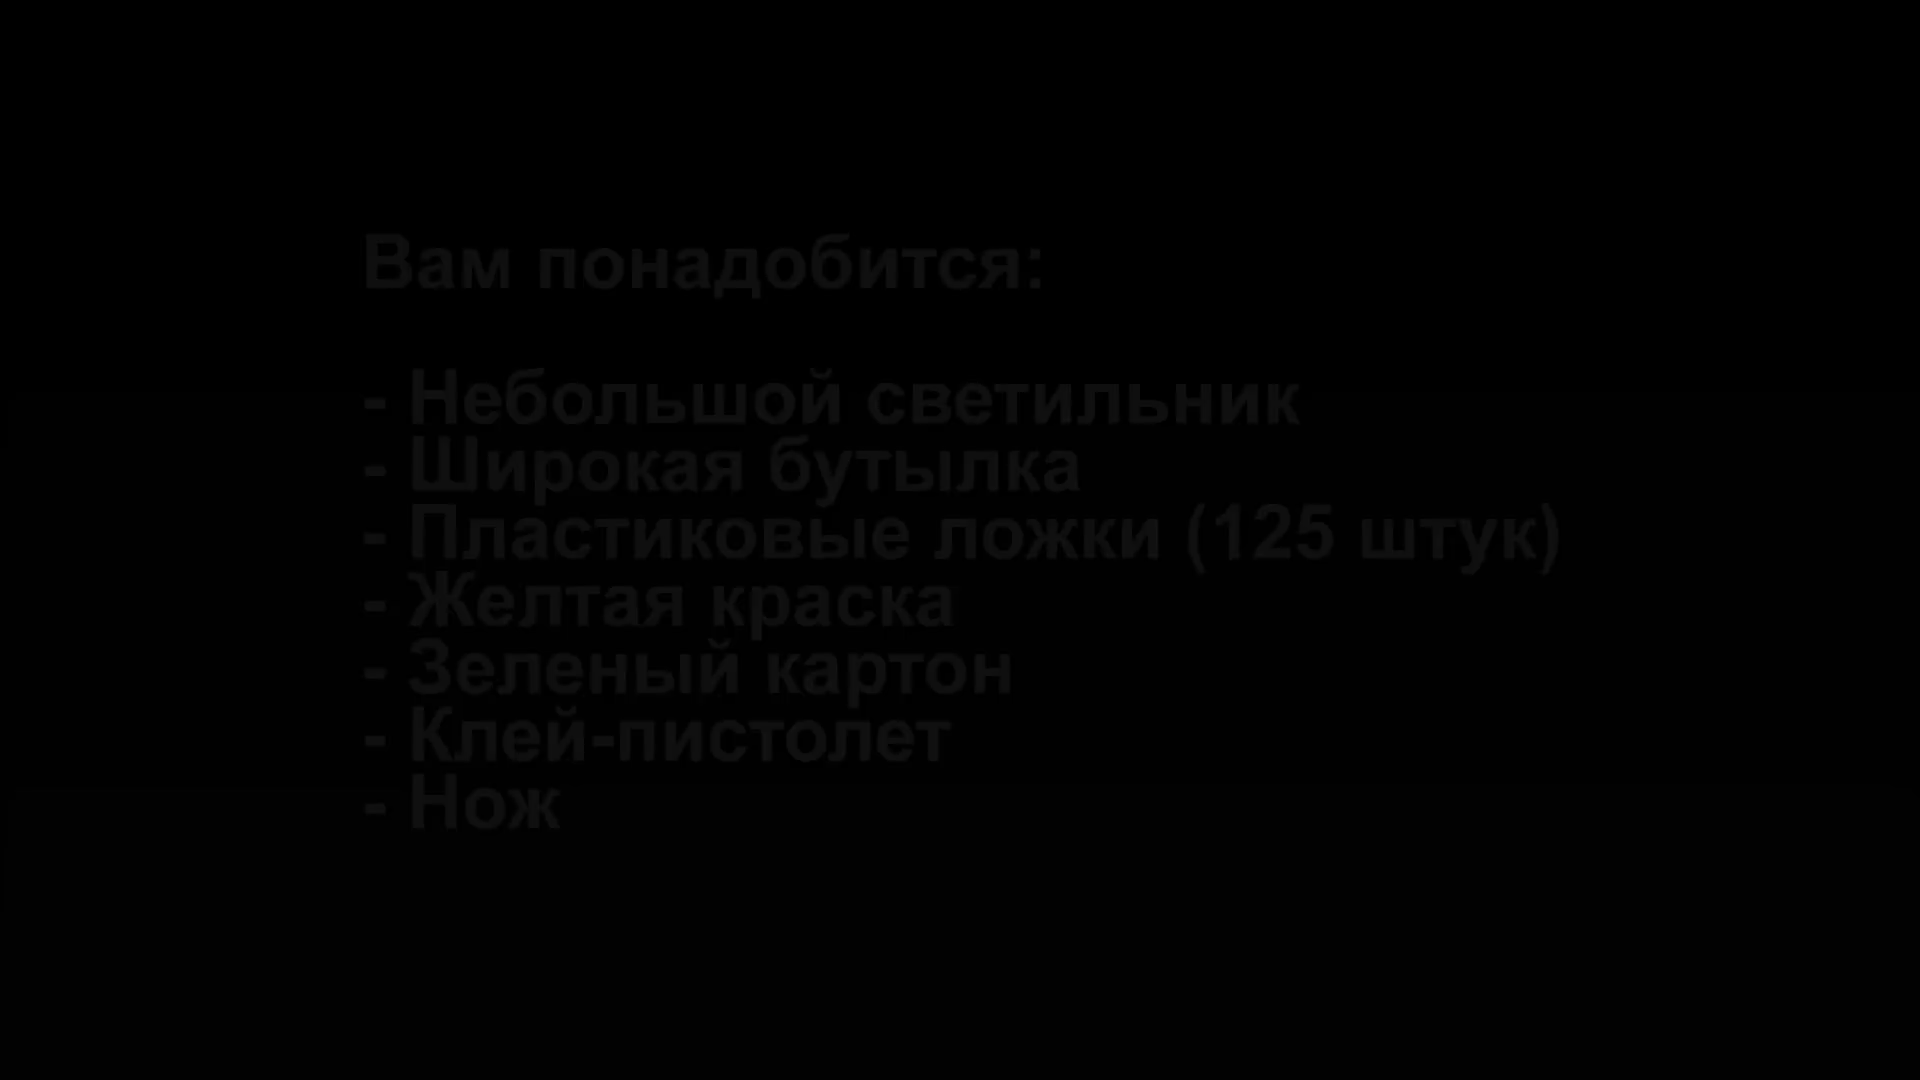 Вам понадобится:
- Небольшой светильник
- Широкая бутылка
- Пластиковые ложки (125 штук)
- Желтая краска
- Зеленый картон
- Клей-пистолет
- Нож